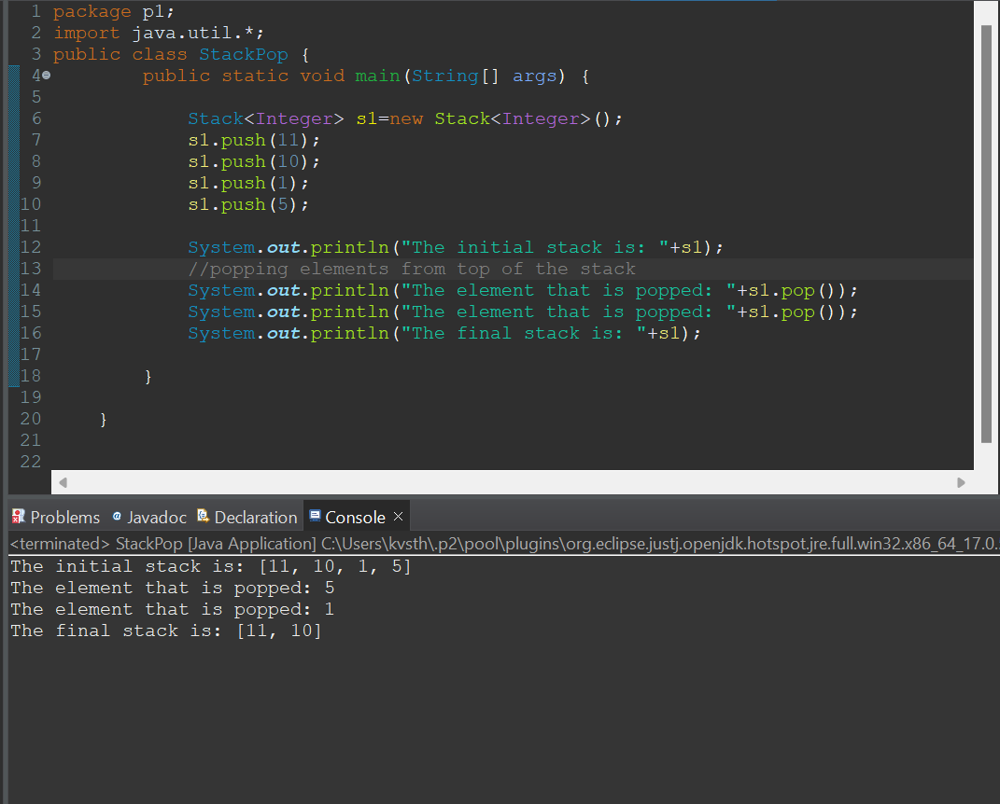 1 package p1;
2 import java.util.*;
3 public class StackPop {
4 public static void main(String[] args) {
5
6 Stack<Integer> s1=new Stack<Integer>();
7 s1.push(11);
8 s1.push(10);
9 s1.push(1);
10 s1.push(5);
11
12 System.out.println("The initial stack is: "+s1);
13 //popping elements from top of the stack
14 System.out.println("The element that is popped: "+s1.pop());
15 System.out.println("The element that is popped: "+s1.pop());
16 System.out.println("The final stack is: "+s1);
17
18 }
19
20 }
21
22
Problems @ Javadoc Declaration Console ×
<terminated> StackPop [Java Application] C:\Users\kvsth\.p2\pool\plugins\org.eclipse.justj.openjdk.hotspot.jre.full.win32.x86_64_17.0.
The initial stack is: [11, 10, 1, 5]
The element that is popped: 5
The element that is popped: 1
The final stack is: [11, 10]